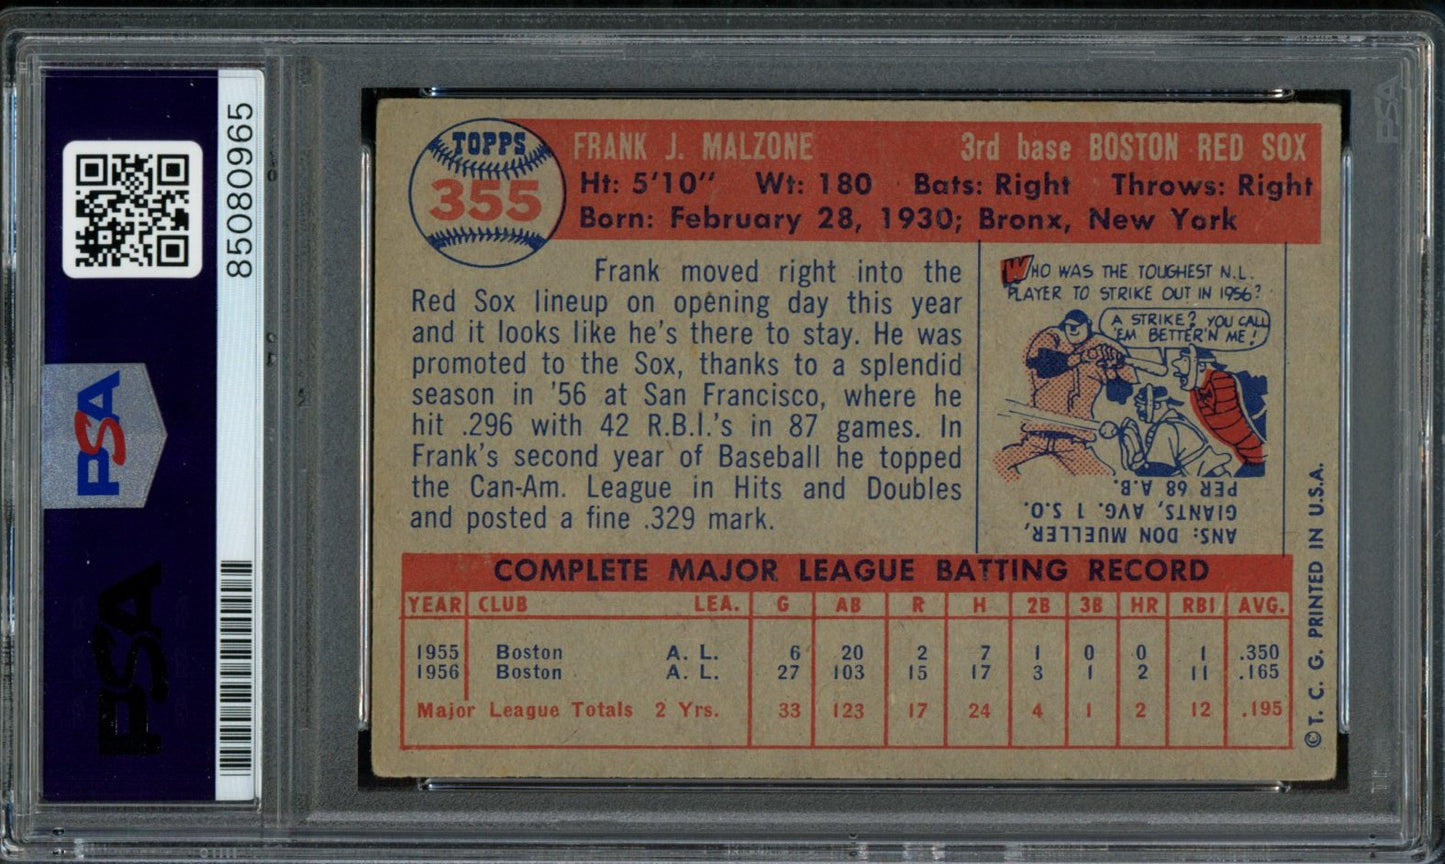 85080965
PSA
PSA
PSA
TOPPS
355
FRANK J. MALZONE 3rd base BOSTON RED SOX
Ht: 5'10" Wt: 180 Bats: Right Throws: Right
Born: February 28, 1930; Bronx, New York
Frank moved right into the
Red Sox lineup on opening day this year
and it looks like he's there to stay. He was
promoted to the Sox, thanks to a splendid
season in '56 at San Francisco, where he
hit .296 with 42 R.B.I.'s in 87 games. In
Frank's second year of Baseball he topped
the Can-Am. League in Hits and Doubles
and posted a fine .329 mark.
WHO WAS THE TOUGHEST N.L.
PLAYER TO STRIKE OUT IN 1956?
A STRIKE? YOU CALL
'EM BETTER'N ME!
ANS: DON MUELLER,
GIANTS, AVG. 1 S.O.
PER 68 A.B.
COMPLETE MAJOR LEAGUE BATTING RECORD
YEAR CLUB LEA. G AB R H 2B 3B HR RBI AVG.
1955 Boston A. L. 6 20 2 7 1 0 0 1 .350
1956 Boston A. L. 27 103 15 17 3 1 2 11 .165
Major League Totals 2 Yrs. 33 123 17 24 4 1 2 12 .195
©T. C. G. PRINTED IN U.S.A.